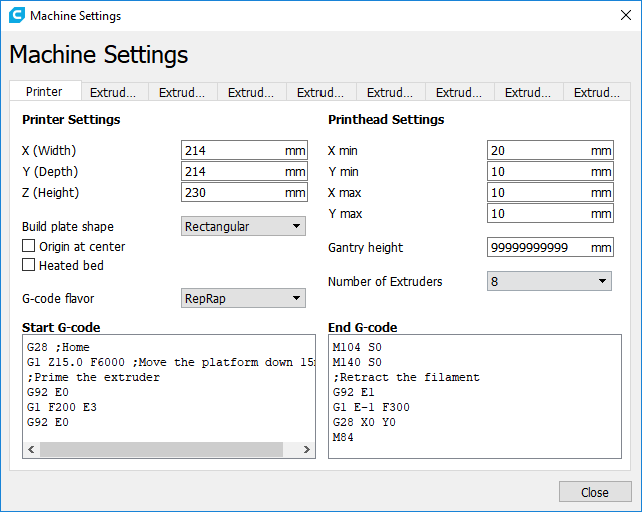 Machine Settings
Machine Settings
Printer Extrud... Extrud... Extrud... Extrud... Extrud... Extrud... Extrud... Extrud...
Printer Settings
X (Width) 214 mm
Y (Depth) 214 mm
Z (Height) 230 mm
Build plate shape Rectangular
Origin at center
Heated bed
G-code flavor RepRap
Printhead Settings
X min 20 mm
Y min 10 mm
X max 10 mm
Y max 10 mm
Gantry height 99999999999 mm
Number of Extruders 8
Start G-code
G28 ;Home
G1 Z15.0 F6000 ;Move the platform down 15
;Prime the extruder
G92 E0
G1 F200 E3
G92 E0
End G-code
M104 S0
M140 S0
;Retract the filament
G92 E1
G1 E-1 F300
G28 X0 Y0
M84
Close